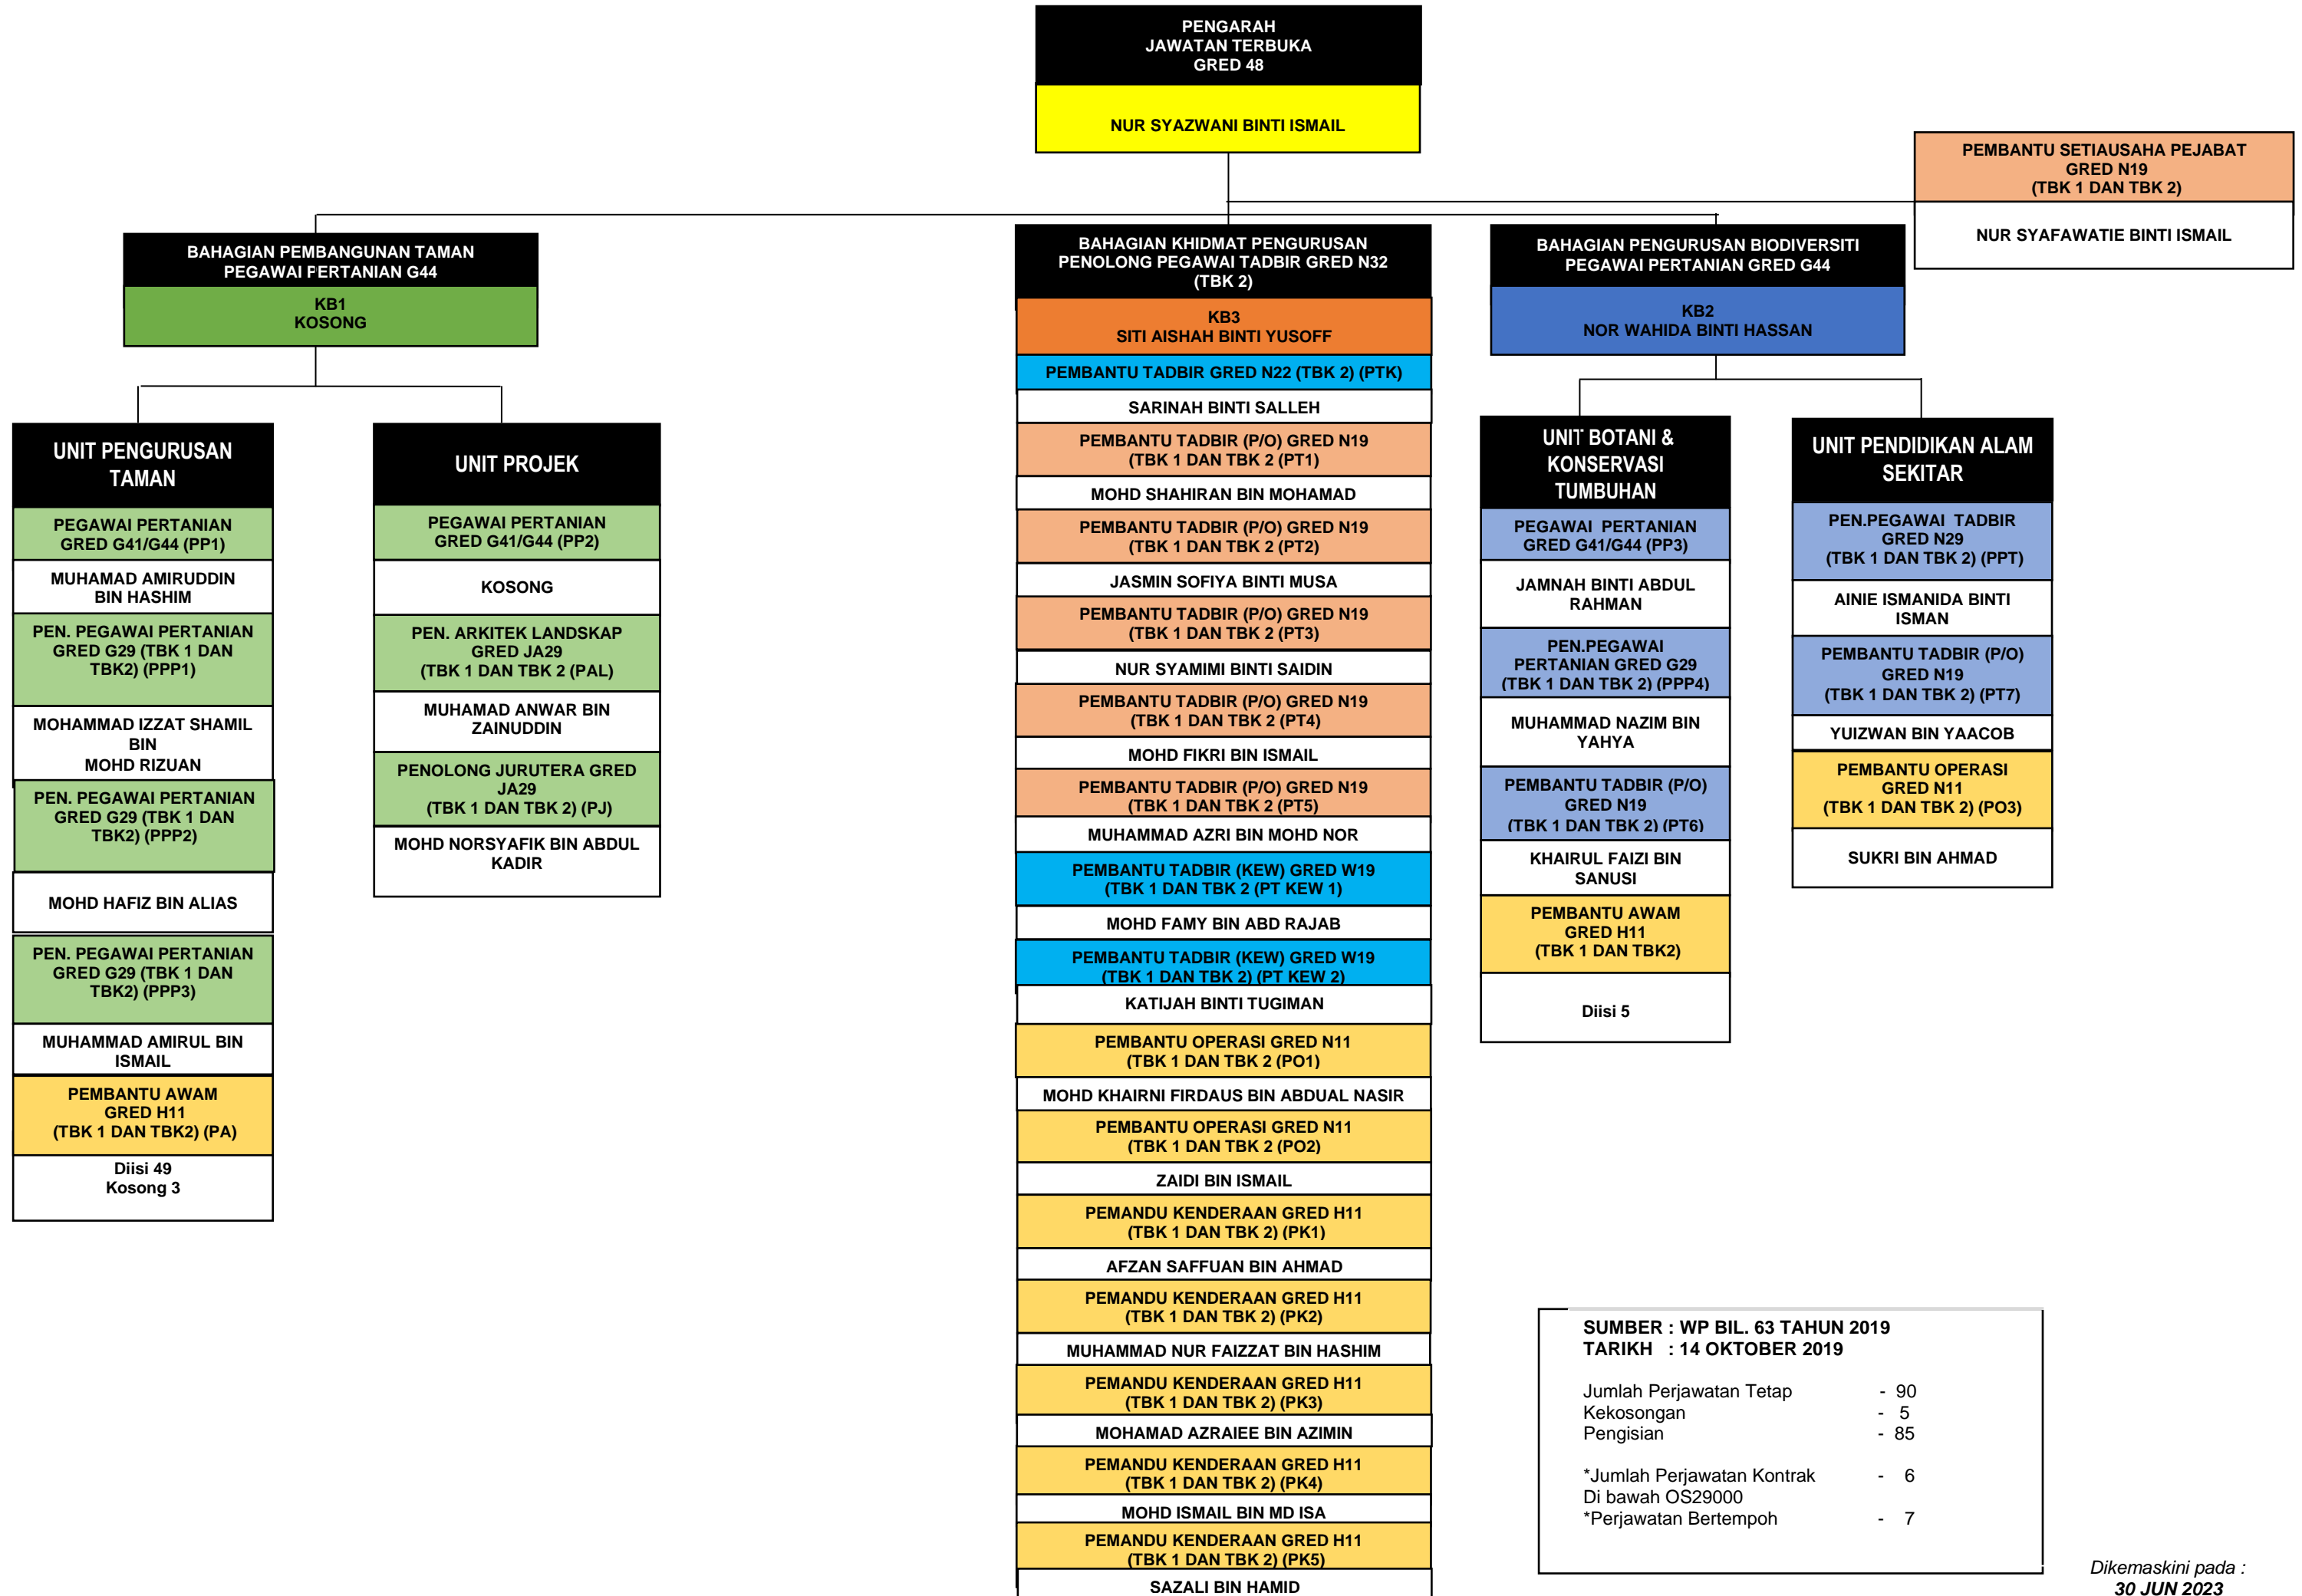 PENGARAH
JAWATAN TERBUKA
GRED 48
NUR SYAZWANI BINTI ISMAIL
PEMBANTU SETIAUSAHA PEJABAT
GRED N19
(TBK 1 DAN TBK 2)
NUR SYAFAWATIE BINTI ISMAIL
BAHAGIAN PEMBANGUNAN TAMAN
PEGAWAI PERTANIAN G44
KB1
KOSONG
UNIT PENGURUSAN
TAMAN
PEGAWAI PERTANIAN
GRED G41/G44 (PP1)
MUHAMAD AMIRUDDIN
BIN HASHIM
PEN. PEGAWAI PERTANIAN
GRED G29 (TBK 1 DAN
TBK2) (PPP1)
MOHAMMAD IZZAT SHAMIL
BIN
MOHD RIZUAN
PEN. PEGAWAI PERTANIAN
GRED G29 (TBK 1 DAN
TBK2) (PPP2)
MOHD HAFIZ BIN ALIAS
PEN. PEGAWAI PERTANIAN
GRED G29 (TBK 1 DAN
TBK2) (PPP3)
MUHAMMAD AMIRUL BIN
ISMAIL
PEMBANTU AWAM
GRED H11
(TBK 1 DAN TBK2) (PA)
Diisi 49
Kosong 3
UNIT PROJEK
PEGAWAI PERTANIAN
GRED G41/G44 (PP2)
KOSONG
PEN. ARKITEK LANDSKAP
GRED JA29
(TBK 1 DAN TBK 2 (PAL)
MUHAMAD ANWAR BIN
ZAINUDDIN
PENOLONG JURUTERA GRED
JA29
(TBK 1 DAN TBK 2) (PJ)
MOHD NORSYAFIK BIN ABDUL
KADIR
BAHAGIAN KHIDMAT PENGURUSAN
PENOLONG PEGAWAI TADBIR GRED N32
(TBK 2)
KB3
SITI AISHAH BINTI YUSOFF
PEMBANTU TADBIR GRED N22 (TBK 2) (PTK)
SARINAH BINTI SALLEH
PEMBANTU TADBIR (P/O) GRED N19
(TBK 1 DAN TBK 2 (PT1)
MOHD SHAHIRAN BIN MOHAMAD
PEMBANTU TADBIR (P/O) GRED N19
(TBK 1 DAN TBK 2 (PT2)
JASMIN SOFIYA BINTI MUSA
PEMBANTU TADBIR (P/O) GRED N19
(TBK 1 DAN TBK 2 (PT3)
NUR SYAMIMI BINTI SAIDIN
PEMBANTU TADBIR (P/O) GRED N19
(TBK 1 DAN TBK 2 (PT4)
MOHD FIKRI BIN ISMAIL
PEMBANTU TADBIR (P/O) GRED N19
(TBK 1 DAN TBK 2 (PT5)
MUHAMMAD AZRI BIN MOHD NOR
PEMBANTU TADBIR (KEW) GRED W19
(TBK 1 DAN TBK 2 (PT KEW 1)
MOHD FAMY BIN ABD RAJAB
PEMBANTU TADBIR (KEW) GRED W19
(TBK 1 DAN TBK 2) (PT KEW 2)
KATIJAH BINTI TUGIMAN
PEMBANTU OPERASI GRED N11
(TBK 1 DAN TBK 2 (PO1)
MOHD KHAIRNI FIRDAUS BIN ABDUAL NASIR
PEMBANTU OPERASI GRED N11
(TBK 1 DAN TBK 2 (PO2)
ZAIDI BIN ISMAIL
PEMANDU KENDERAAN GRED H11
(TBK 1 DAN TBK 2) (PK1)
AFZAN SAFFUAN BIN AHMAD
PEMANDU KENDERAAN GRED H11
(TBK 1 DAN TBK 2) (PK2)
MUHAMMAD NUR FAIZZAT BIN HASHIM
PEMANDU KENDERAAN GRED H11
(TBK 1 DAN TBK 2) (PK3)
MOHAMAD AZRAIEE BIN AZIMIN
PEMANDU KENDERAAN GRED H11
(TBK 1 DAN TBK 2) (PK4)
MOHD ISMAIL BIN MD ISA
PEMANDU KENDERAAN GRED H11
(TBK 1 DAN TBK 2) (PK5)
SAZALI BIN HAMID
BAHAGIAN PENGURUSAN BIODIVERSITI
PEGAWAI PERTANIAN GRED G44
KB2
NOR WAHIDA BINTI HASSAN
UNIT BOTANI &
KONSERVASI
TUMBUHAN
PEGAWAI PERTANIAN
GRED G41/G44 (PP3)
JAMNAH BINTI ABDUL
RAHMAN
PEN.PEGAWAI
PERTANIAN GRED G29
(TBK 1 DAN TBK 2) (PPP4)
MUHAMMAD NAZIM BIN
YAHYA
PEMBANTU TADBIR (P/O)
GRED N19
(TBK 1 DAN TBK 2) (PT6)
KHAIRUL FAIZI BIN
SANUSI
PEMBANTU AWAM
GRED H11
(TBK 1 DAN TBK2)
Diisi 5
UNIT PENDIDIKAN ALAM
SEKITAR
PEN.PEGAWAI TADBIR
GRED N29
(TBK 1 DAN TBK 2) (PPT)
AINIE ISMANIDA BINTI
ISMAN
PEMBANTU TADBIR (P/O)
GRED N19
(TBK 1 DAN TBK 2) (PT7)
YUIZWAN BIN YAACOB
PEMBANTU OPERASI
GRED N11
(TBK 1 DAN TBK 2) (PO3)
SUKRI BIN AHMAD
SUMBER : WP BIL. 63 TAHUN 2019
TARIKH : 14 OKTOBER 2019
Jumlah Perjawatan Tetap - 90
Kekosongan - 5
Pengisian - 85
*Jumlah Perjawatan Kontrak - 6
Di bawah OS29000
*Perjawatan Bertempoh - 7
Dikemaskini pada :
30 JUN 2023